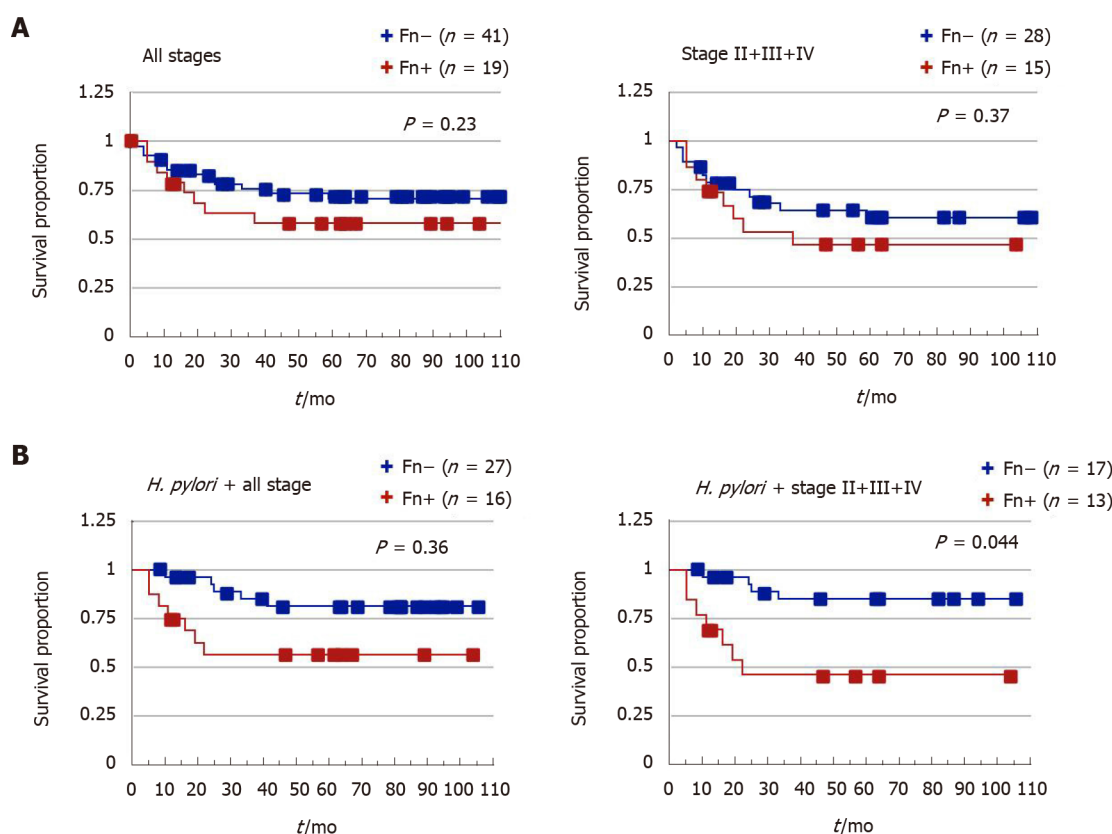 A
All stages
Fn− (n = 41)
Fn+ (n = 19)
P = 0.23
Survival proportion
1.25
1
0.75
0.5
0.25
0
0 10 20 30 40 50 60 70 80 90 100 110
t/mo
Stage II+III+IV
Fn− (n = 28)
Fn+ (n = 15)
P = 0.37
Survival proportion
1.25
1
0.75
0.5
0.25
0
0 10 20 30 40 50 60 70 80 90 100 110
t/mo
B
H. pylori + all stage
Fn− (n = 27)
Fn+ (n = 16)
P = 0.36
Survival proportion
1.25
1
0.75
0.5
0.25
0
0 10 20 30 40 50 60 70 80 90 100 110
t/mo
H. pylori + stage II+III+IV
Fn− (n = 17)
Fn+ (n = 13)
P = 0.044
Survival proportion
1.25
1
0.75
0.5
0.25
0
0 10 20 30 40 50 60 70 80 90 100 110
t/mo